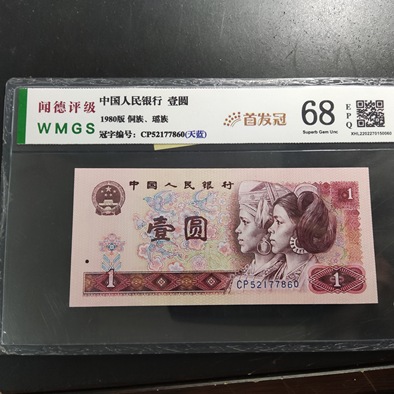 闻德评级
WMGS
中国人民银行 壹圆
1980版 侗族、瑶族
冠字编号：CP52177860(天蓝)
首发冠
68
Superb Gem Unc
EPQ
XHL2202279150060
中国人民银行
壹圆
1
1
1
CP52177860